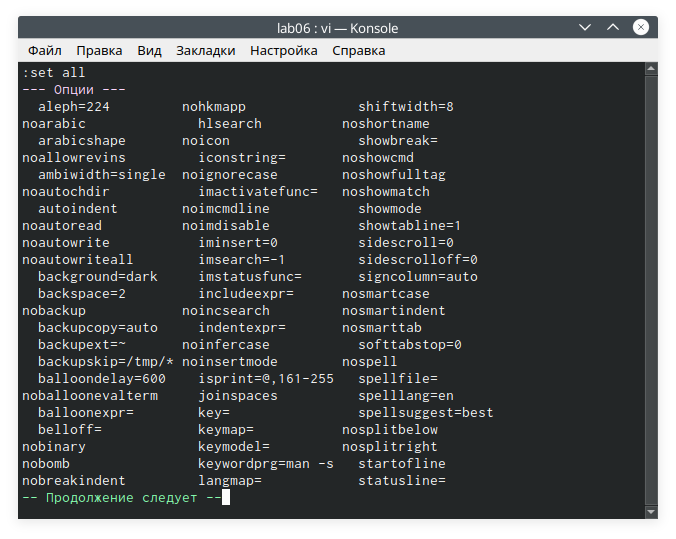 lab06 : vi — Konsole
Файл Правка Вид Закладки Настройка Справка
:set all
--- Опции ---
  aleph=224         nohkmapp              shiftwidth=8
noarabic              hlsearch          noshortname
  arabicshape       noicon                showbreak=
noallowrevins         iconstring=       noshowcmd
  ambiwidth=single  noignorecase        noshowfulltag
noautochdir           imactivatefunc=   noshowmatch
  autoindent        noimcmdline           showmode
noautoread          noimdisable           showtabline=1
noautowrite           iminsert=0          sidescroll=0
noautowriteall        imsearch=-1         sidescrolloff=0
  background=dark     imstatusfunc=       signcolumn=auto
  backspace=2         includeexpr=      nosmartcase
nobackup            noincsearch         nosmartindent
  backupcopy=auto     indentexpr=       nosmarttab
  backupext=~       noinfercase           softtabstop=0
  backupskip=/tmp/* noinsertmode        nospell
  balloondelay=600    isprint=@,161-255   spellfile=
noballoonevalterm     joinspaces          spelllang=en
  balloonexpr=        key=                spellsuggest=best
  belloff=            keymap=           nosplitbelow
nobinary              keymodel=         nosplitright
nobomb                keywordprg=man -s   startofline
nobreakindent         langmap=            statusline=
-- Продолжение следует --